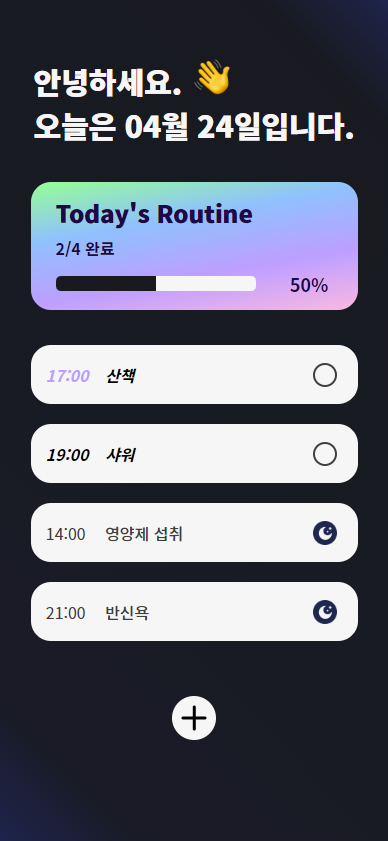 안녕하세요. 👋
오늘은 04월 24일입니다.
Today's Routine
2/4 완료
50%
17:00 산책
19:00 샤워
14:00 영양제 섭취
21:00 반신욕